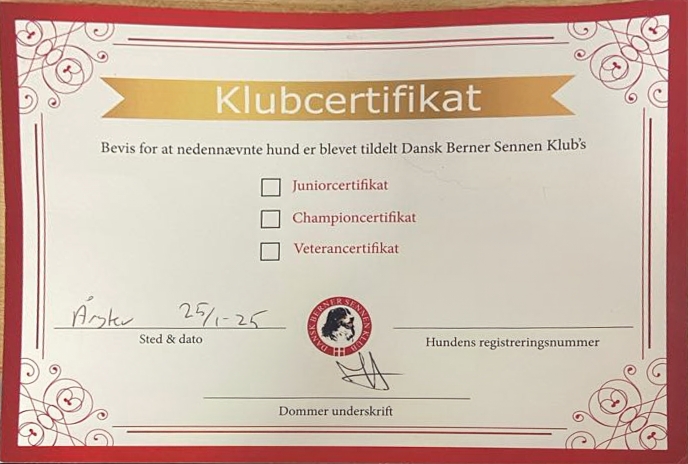 Klubcertifikat
Bevis for at nedennævnte hund er blevet tildelt Dansk Berner Sennen Klub's
Juniorcertifikat
Championcertifikat
Veterancertifikat
25/1-25
DANSK BERNER SENNEN KLUB
Sted & dato
Hundens registreringsnummer
Dommer underskrift